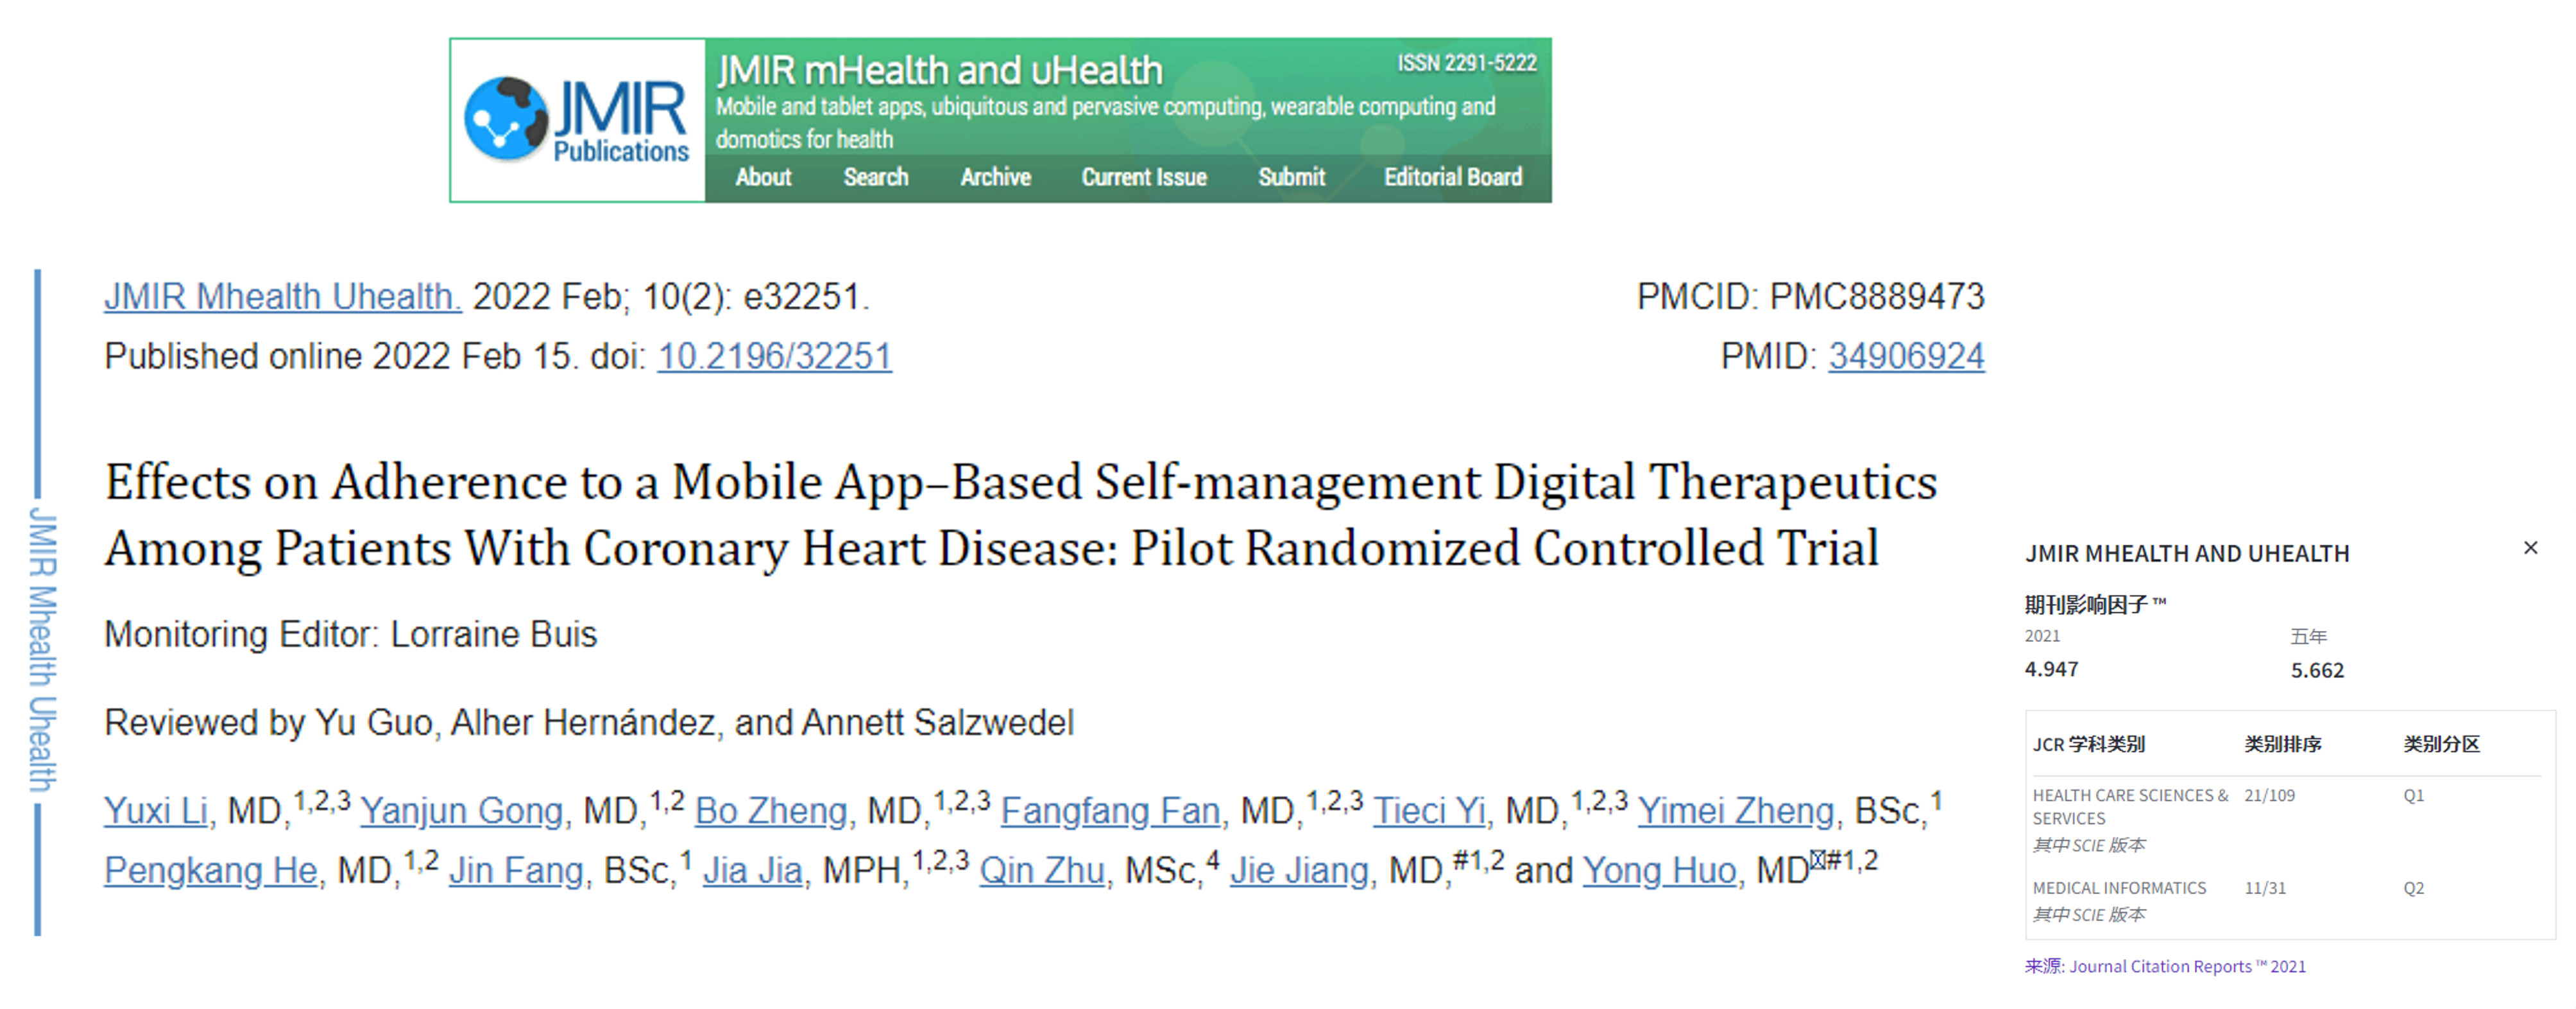 JMIR
Publications
JMIR mHealth and uHealth
ISSN 2291-5222
Mobile and tablet apps, ubiquitous and pervasive computing, wearable computing and
domotics for health
About Search Archive Current Issue Submit Editorial Board
JMIR Mhealth Uhealth
JMIR Mhealth Uhealth. 2022 Feb; 10(2): e32251.
PMCID: PMC8889473
Published online 2022 Feb 15. doi: 10.2196/32251
PMID: 34906924
Effects on Adherence to a Mobile App–Based Self-management Digital Therapeutics
Among Patients With Coronary Heart Disease: Pilot Randomized Controlled Trial
Monitoring Editor: Lorraine Buis
Reviewed by Yu Guo, Alher Hernández, and Annett Salzwedel
Yuxi Li, MD,1,2,3 Yanjun Gong, MD,1,2 Bo Zheng, MD,1,2,3 Fangfang Fan, MD,1,2,3 Tieci Yi, MD,1,2,3 Yimei Zheng, BSc,1
Pengkang He, MD,1,2 Jin Fang, BSc,1 Jia Jia, MPH,1,2,3 Qin Zhu, MSc,4 Jie Jiang, MD,#1,2 and Yong Huo, MD#1,2
JMIR MHEALTH AND UHEALTH ×
期刊影响因子™
2021 五年
4.947 5.662
JCR 学科类别 类别排序 类别分区
HEALTH CARE SCIENCES & 21/109 Q1
SERVICES
其中 SCIE 版本
MEDICAL INFORMATICS 11/31 Q2
其中 SCIE 版本
来源: Journal Citation Reports ™ 2021